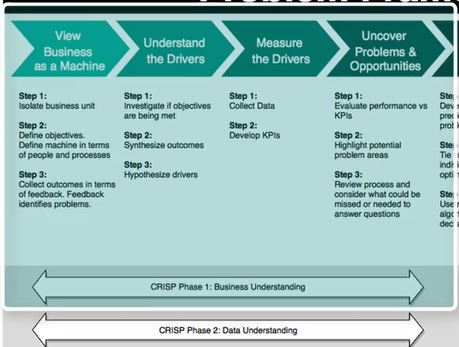 View
Business
as a Machine
Understand
the Drivers
Measure
the Drivers
Uncover
Problems &
Opportunities
Step 1:
Isolate business unit
Step 2:
Define objectives.
Define machine in terms
of people and processes
Step 3:
Collect outcomes in terms
of feedback. Feedback
identifies problems.
Step 1:
Investigate if objectives
are being met
Step 2:
Synthesize outcomes
Step 3:
Hypothesize drivers
Step 1:
Collect Data
Step 2:
Develop KPIs
Step 1:
Evaluate performance vs
KPIs
Step 2:
Highlight potential
problem areas
Step 3:
Review process and
consider what could be
missed or needed to
answer questions
CRISP Phase 1: Business Understanding
CRISP Phase 2: Data Understanding